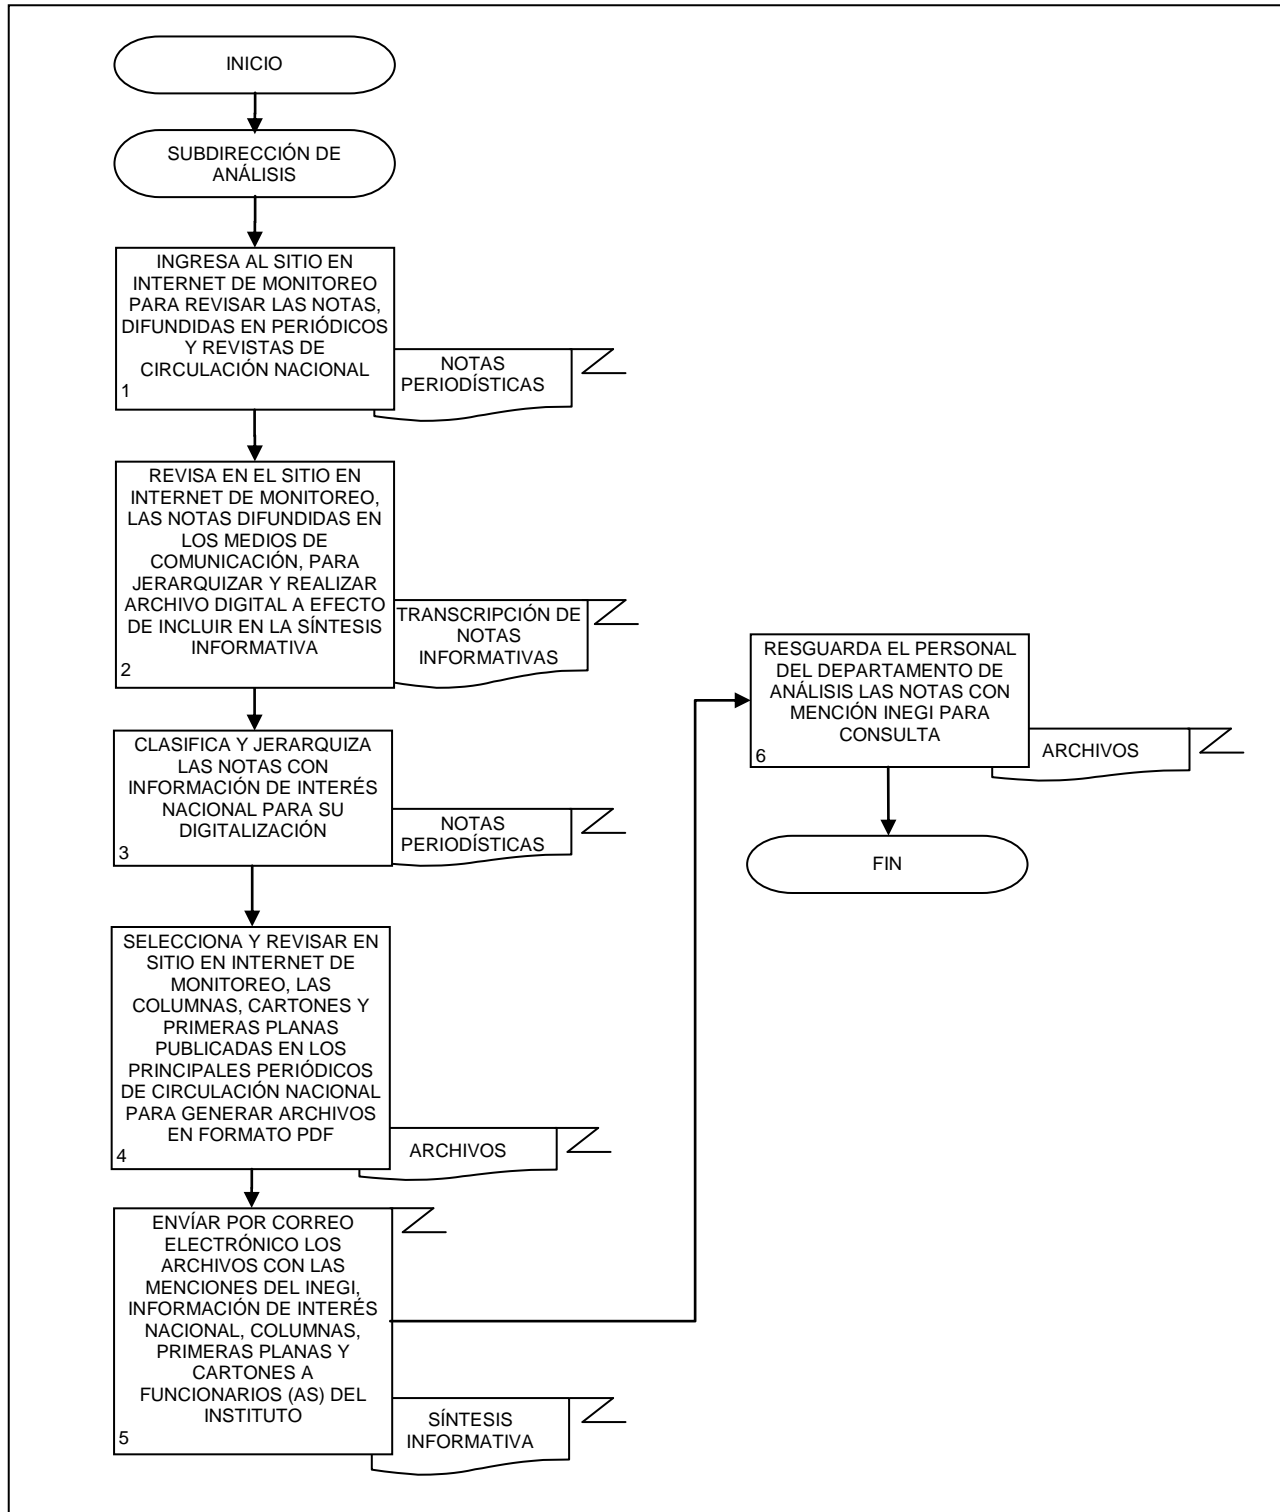 INICIO
SUBDIRECCIÓN DE
ANÁLISIS
INGRESA AL SITIO EN
INTERNET DE MONITOREO
PARA REVISAR LAS NOTAS,
DIFUNDIDAS EN PERIÓDICOS
Y REVISTAS DE
CIRCULACIÓN NACIONAL
1
NOTAS
PERIODÍSTICAS
REVISA EN EL SITIO EN
INTERNET DE MONITOREO,
LAS NOTAS DIFUNDIDAS EN
LOS MEDIOS DE
COMUNICACIÓN, PARA
JERARQUIZAR Y REALIZAR
ARCHIVO DIGITAL A EFECTO
DE INCLUIR EN LA SÍNTESIS
INFORMATIVA
2
TRANSCRIPCIÓN DE
NOTAS
INFORMATIVAS
CLASIFICA Y JERARQUIZA
LAS NOTAS CON
INFORMACIÓN DE INTERÉS
NACIONAL PARA SU
DIGITALIZACIÓN
3
NOTAS
PERIODÍSTICAS
SELECCIONA Y REVISAR EN
SITIO EN INTERNET DE
MONITOREO, LAS
COLUMNAS, CARTONES Y
PRIMERAS PLANAS
PUBLICADAS EN LOS
PRINCIPALES PERIÓDICOS
DE CIRCULACIÓN NACIONAL
PARA GENERAR ARCHIVOS
EN FORMATO PDF
4
ARCHIVOS
ENVÍAR POR CORREO
ELECTRÓNICO LOS
ARCHIVOS CON LAS
MENCIONES DEL INEGI,
INFORMACIÓN DE INTERÉS
NACIONAL, COLUMNAS,
PRIMERAS PLANAS Y
CARTONES A
FUNCIONARIOS (AS) DEL
INSTITUTO
5
SÍNTESIS
INFORMATIVA
RESGUARDA EL PERSONAL
DEL DEPARTAMENTO DE
ANÁLISIS LAS NOTAS CON
MENCIÓN INEGI PARA
CONSULTA
6
ARCHIVOS
FIN